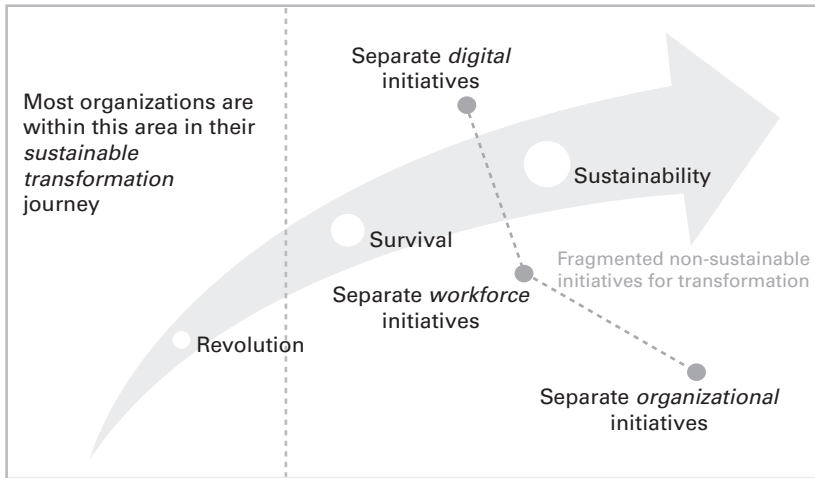 Most organizations are
within this area in their
sustainable
transformation
journey
Separate digital
initiatives
Sustainability
Survival
Fragmented non-sustainable
initiatives for transformation
Separate workforce
initiatives
Revolution
Separate organizational
initiatives